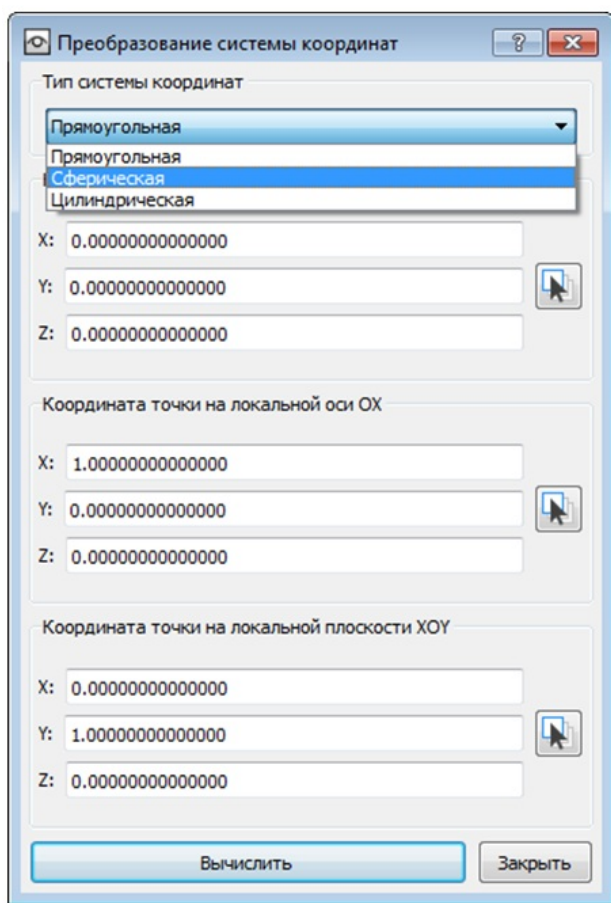 Преобразование системы координат
Тип системы координат
Прямоугольная
Прямоугольная
Сферическая
Цилиндрическая
X: 0.00000000000000
Y: 0.00000000000000
Z: 0.00000000000000
Координата точки на локальной оси OX
X: 1.00000000000000
Y: 0.00000000000000
Z: 0.00000000000000
Координата точки на локальной плоскости XOY
X: 0.00000000000000
Y: 1.00000000000000
Z: 0.00000000000000
Вычислить Закрыть